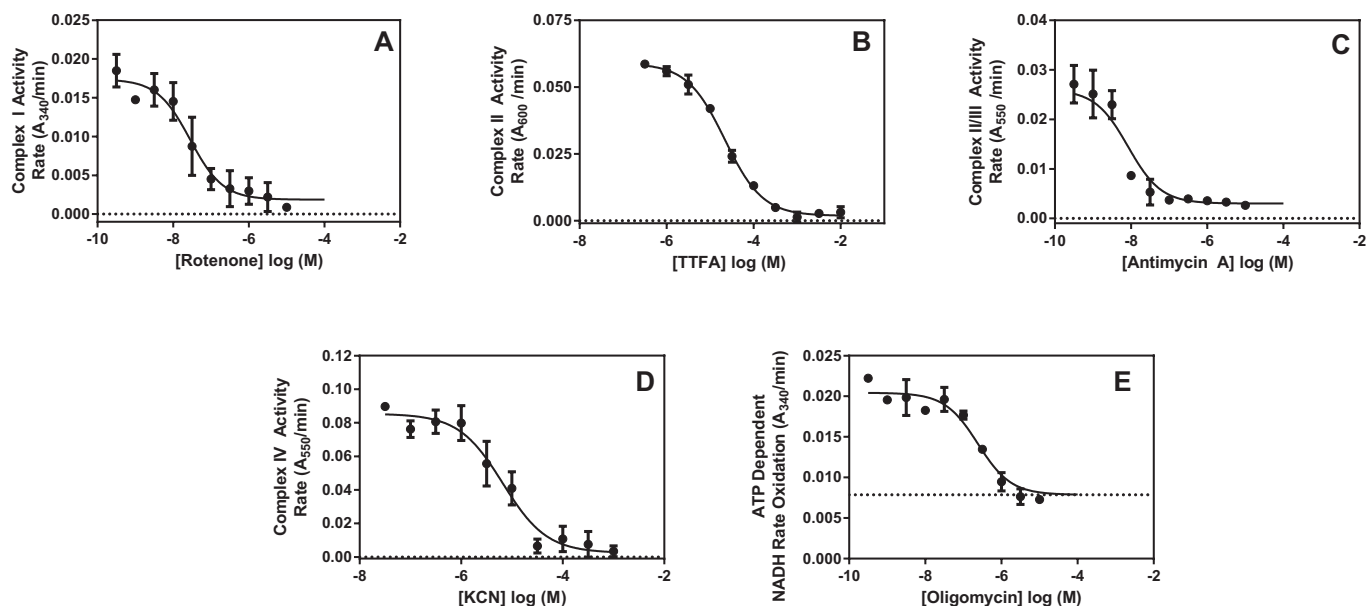 A
Complex I Activity
Rate (A340/min)
0.025
0.020
0.015
0.010
0.005
0.000
-10 -8 -6 -4 -2
[Rotenone] log (M)
B
Complex II Activity
Rate (A600/min)
0.075
0.050
0.025
0.000
-8 -6 -4 -2
[TTFA] log (M)
C
Complex II/III Activity
Rate (A550 /min)
0.04
0.03
0.02
0.01
0.00
-10 -8 -6 -4 -2
[Antimycin A] log (M)
D
Complex IV Activity
Rate (A550/min)
0.12
0.10
0.08
0.06
0.04
0.02
0.00
-8 -6 -4 -2
[KCN] log (M)
E
ATP Dependent
NADH Rate Oxidation (A340/min)
0.025
0.020
0.015
0.010
0.005
0.000
-10 -8 -6 -4 -2
[Oligomycin] log (M)